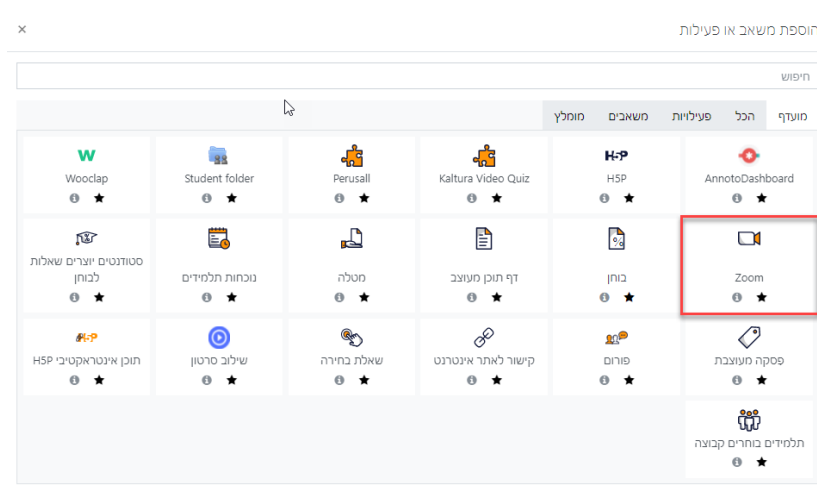 הוספת משאב או פעילות
×
חיפוש
מועדף הכל פעילויות משאבים מומלץ
AnnotoDashboard
H5P
Kaltura Video Quiz
Perusall
Student folder
Wooclap
Zoom
בוחן
דף תוכן מעוצב
מטלה
נוכחות תלמידים
סטודנטים יוצרים שאלות
לבוחן
פסקה מעוצבת
פורום
קישור לאתר אינטרנט
שאלת בחירה
שילוב סרטון
תוכן אינטראקטיבי H5P
תלמידים בוחרים קבוצה